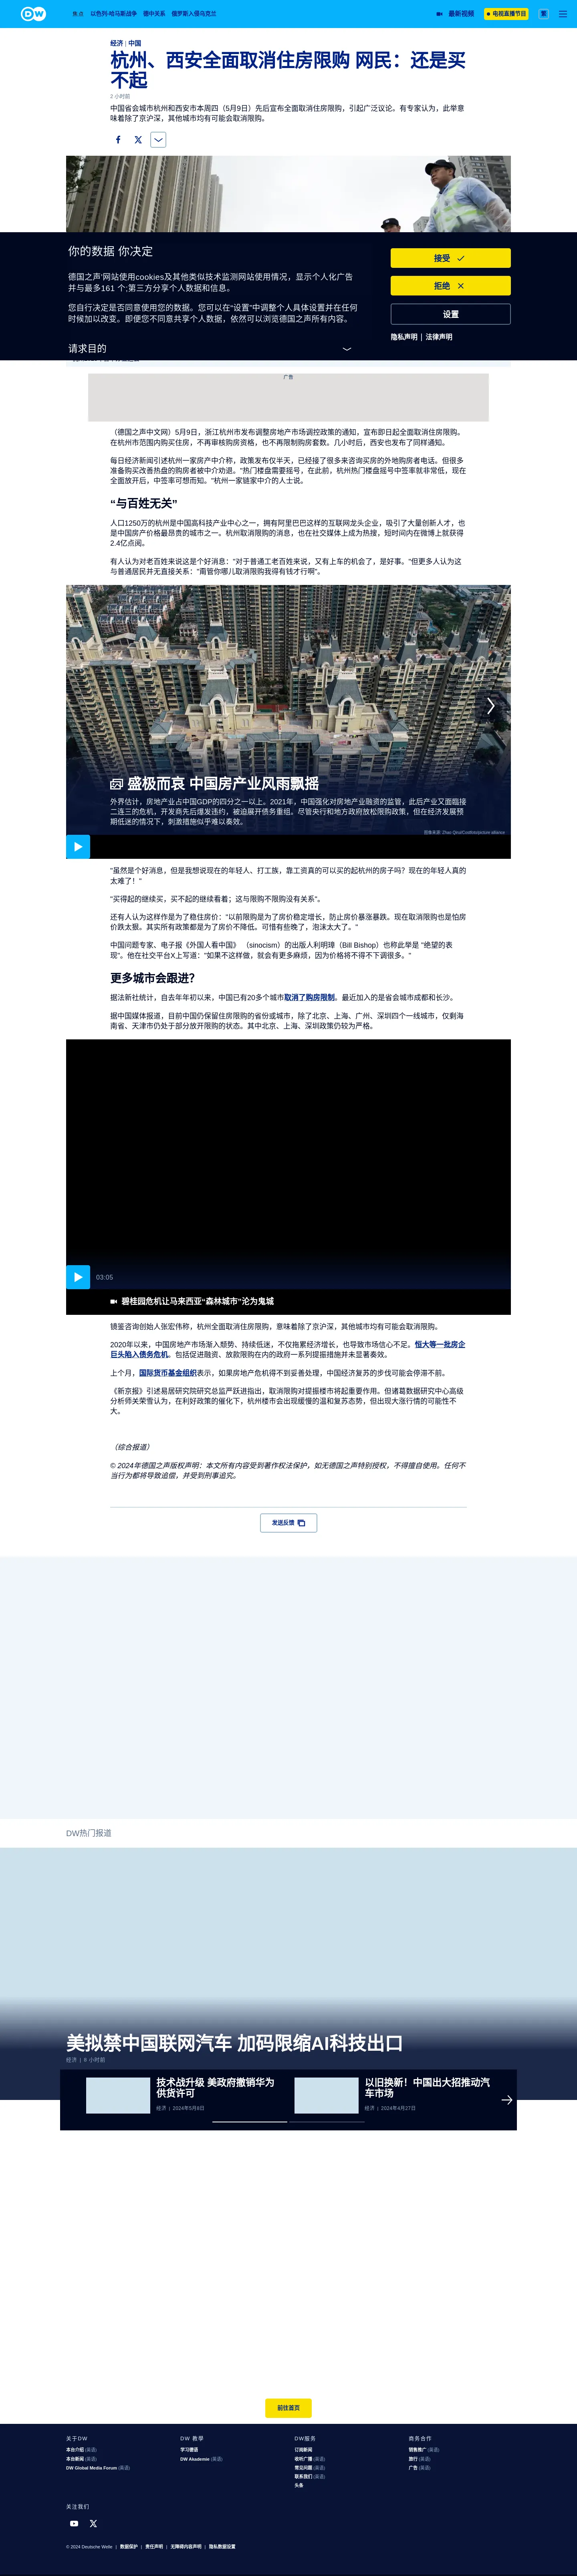 DW
焦点
以色列-哈马斯战争
德中关系
俄罗斯入侵乌克兰
最新视频
电视直播节目
繁
经济 | 中国
杭州、西安全面取消住房限购 网民：还是买
不起
2 小时前
中国省会城市杭州和西安市本周四（5月9日）先后宣布全面取消住房限购，引起广泛议论。有专家认为，此举意
味着除了京沪深，其他城市均有可能会取消限购。
你的数据 你决定
德国之声'网站使用cookies及其他类似技术监测网站使用情况，显示个人化广告
并与最多161 个;第三方分享个人数据和信息。
您自行决定是否同意使用您的数据。您可以在“设置”中调整个人具体设置并在任何
时候加以改变。即便您不同意共享个人数据，依然可以浏览德国之声所有内容。
请求目的
接受
拒绝
设置
隐私声明 | 法律声明
广告
（德国之声中文网）5月9日，浙江杭州市发布调整房地产市场调控政策的通知，宣布即日起全面取消住房限购。
在杭州市范围内购买住房，不再审核购房资格，也不再限制购房套数。几小时后，西安也发布了同样通知。
每日经济新闻引述杭州一家房产中介称，政策发布仅半天，已经接了很多来咨询买房的外地购房者电话。但很多
准备购买改善热盘的购房者被中介劝退。“热门楼盘需要摇号，在此前，杭州热门楼盘摇号中签率就非常低，现在
全面放开后，中签率可想而知。”杭州一家链家中介的人士说。
“与百姓无关”
人口1250万的杭州是中国高科技产业中心之一，拥有阿里巴巴这样的互联网龙头企业，吸引了大量创新人才，也
是中国房产价格最昂贵的城市之一。杭州取消限购的消息，也在社交媒体上成为热搜，短时间内在微博上就获得
2.4亿点阅。
有人认为对老百姓来说这是个好消息：“对于普通工老百姓来说，又有上车的机会了，是好事。”但更多人认为这
与普通居民并无直接关系：“甭管你哪儿取消限购我得有钱才行啊”。
盛极而衰 中国房产业风雨飘摇
外界估计，房地产业占中国GDP的四分之一以上。2021年，中国强化对房地产业融资的监管，此后产业又面临接
二连三的危机，开发商先后爆发违约，被迫展开债务重组。尽管央行和地方政府放松限购政策，但在经济发展预
期低迷的情况下，刺激措施似乎难以奏效。
图像来源: Zhao Qirui/Costfoto/picture alliance
“虽然是个好消息，但是我想说现在的年轻人、打工族，靠工资真的可以买的起杭州的房子吗？现在的年轻人真的
太难了！”
“买得起的继续买，买不起的继续看着；这与限购不限购没有关系”。
还有人认为这样作是为了稳住房价：“以前限购是为了房价稳定增长，防止房价暴涨暴跌。现在取消限购也是怕房
价跌太狠。其实所有政策都是为了房价不降低。可惜有些晚了，泡沫太大了。”
中国问题专家、电子报《外国人看中国》 （sinocism）的出版人利明璋（Bill Bishop）也称此举是 “绝望的表
现”。他在社交平台X上写道：“如果不这样做，就会有更多麻烦，因为价格将不得不下调很多。”
更多城市会跟进？
据法新社统计，自去年年初以来，中国已有20多个城市取消了购房限制。最近加入的是省会城市成都和长沙。
据中国媒体报道，目前中国仍保留住房限购的省份或城市，除了北京、上海、广州、深圳四个一线城市，仅剩海
南省、天津市仍处于部分放开限购的状态。其中北京、上海、深圳政策仍较为严格。
03:05
碧桂园危机让马来西亚“森林城市”沦为鬼城
镜鉴咨询创始人张宏伟称，杭州全面取消住房限购，意味着除了京沪深，其他城市均有可能会取消限购。
2020年以来，中国房地产市场渐入颓势、持续低迷，不仅拖累经济增长，也导致市场信心不足。恒大等一批房企
巨头陷入债务危机。包括促进融资、放款限购在内的政府一系列提振措施并未显著奏效。
上个月，国际货币基金组织表示，如果房地产危机得不到妥善处理，中国经济复苏的步伐可能会停滞不前。
《新京报》引述易居研究院研究总监严跃进指出，取消限购对提振楼市将起重要作用。但诸葛数据研究中心高级
分析师关荣雪认为，在利好政策的催化下，杭州楼市会出现缓慢的温和复苏态势，但出现大涨行情的可能性不
大。
（综合报道）
© 2024年德国之声版权声明：本文所有内容受到著作权法保护，如无德国之声特别授权，不得擅自使用。任何不
当行为都将导致追偿，并受到刑事追究。
发送反馈
DW热门报道
美拟禁中国联网汽车 加码限缩AI科技出口
经济 | 8 小时前
技术战升级 美政府撤销华为
供货许可
经济 | 2024年5月8日
以旧换新！中国出大招推动汽
车市场
经济 | 2024年4月27日
前往首页
关于DW
本台介绍 (英语)
本台新闻 (英语)
DW Global Media Forum (英语)
DW 教学
学习德语
DW Akademie (英语)
DW服务
订阅新闻
收听广播 (英语)
常见问题 (英语)
联系我们 (英语)
头条
商务合作
销售推广 (英语)
旅行 (英语)
广告 (英语)
关注我们
© 2024 Deutsche Welle | 数据保护 | 责任声明 | 无障碍内容声明 | 隐私数据设置